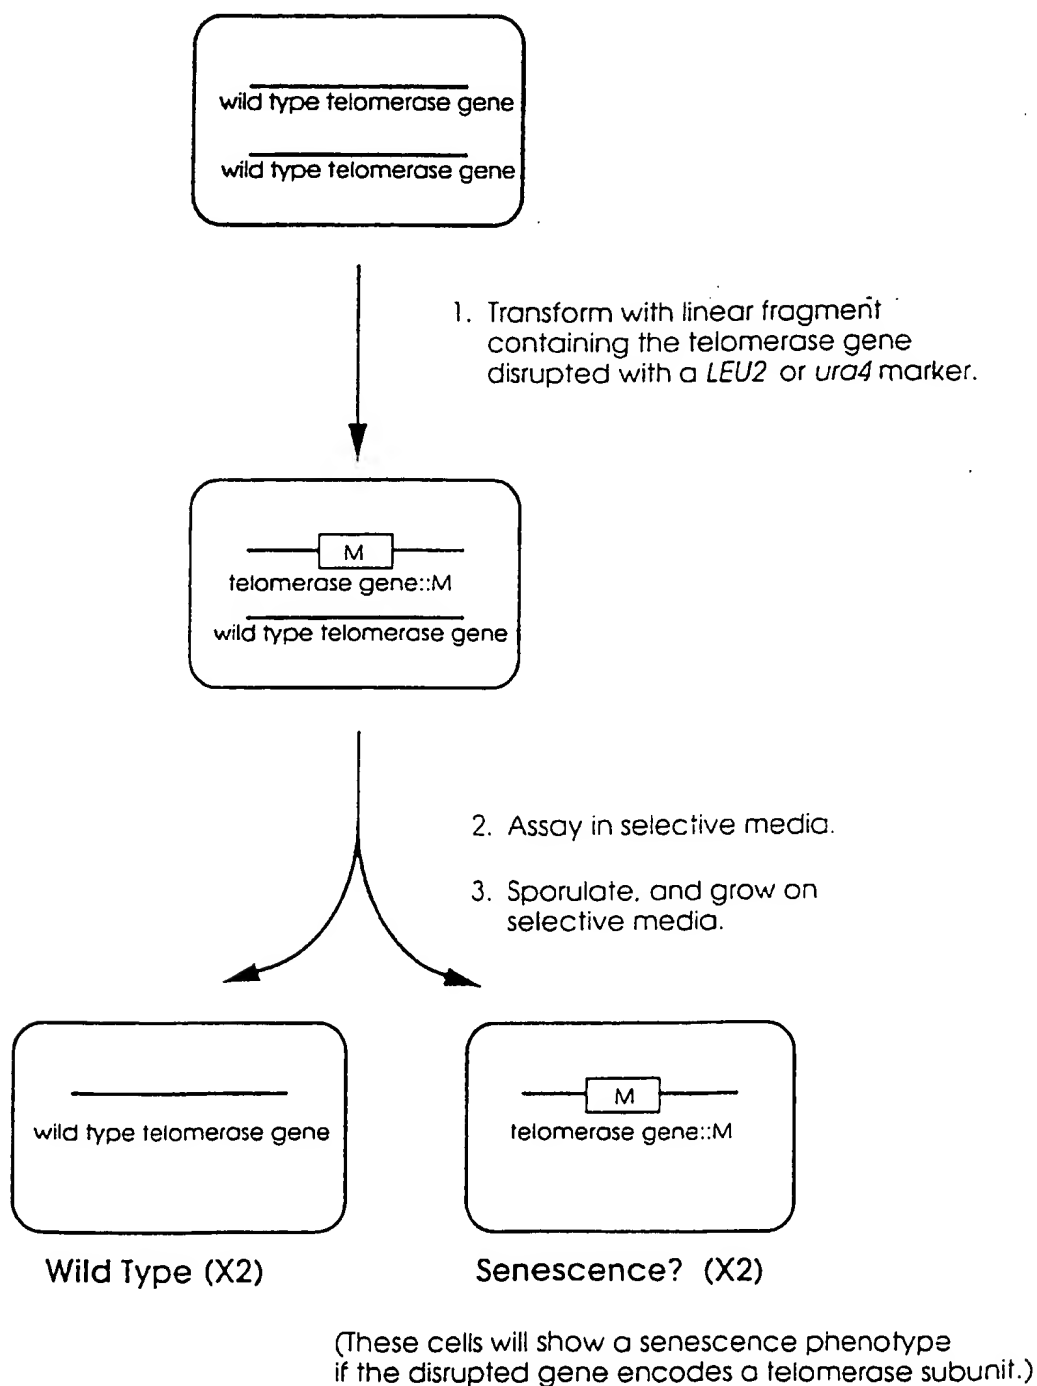 wild type telomerase gene
wild type telomerase gene
1. Transform with linear fragment
containing the telomerase gene
disrupted with a LEU2 or ura4 marker.
M
telomerase gene::M
wild type telomerase gene
2. Assay in selective media.
3. Sporulate, and grow on
selective media.
wild type telomerase gene
M
telomerase gene::M
Wild Type (X2)
Senescence? (X2)
(These cells will show a senescence phenotype
if the disrupted gene encodes a telomerase subunit.)